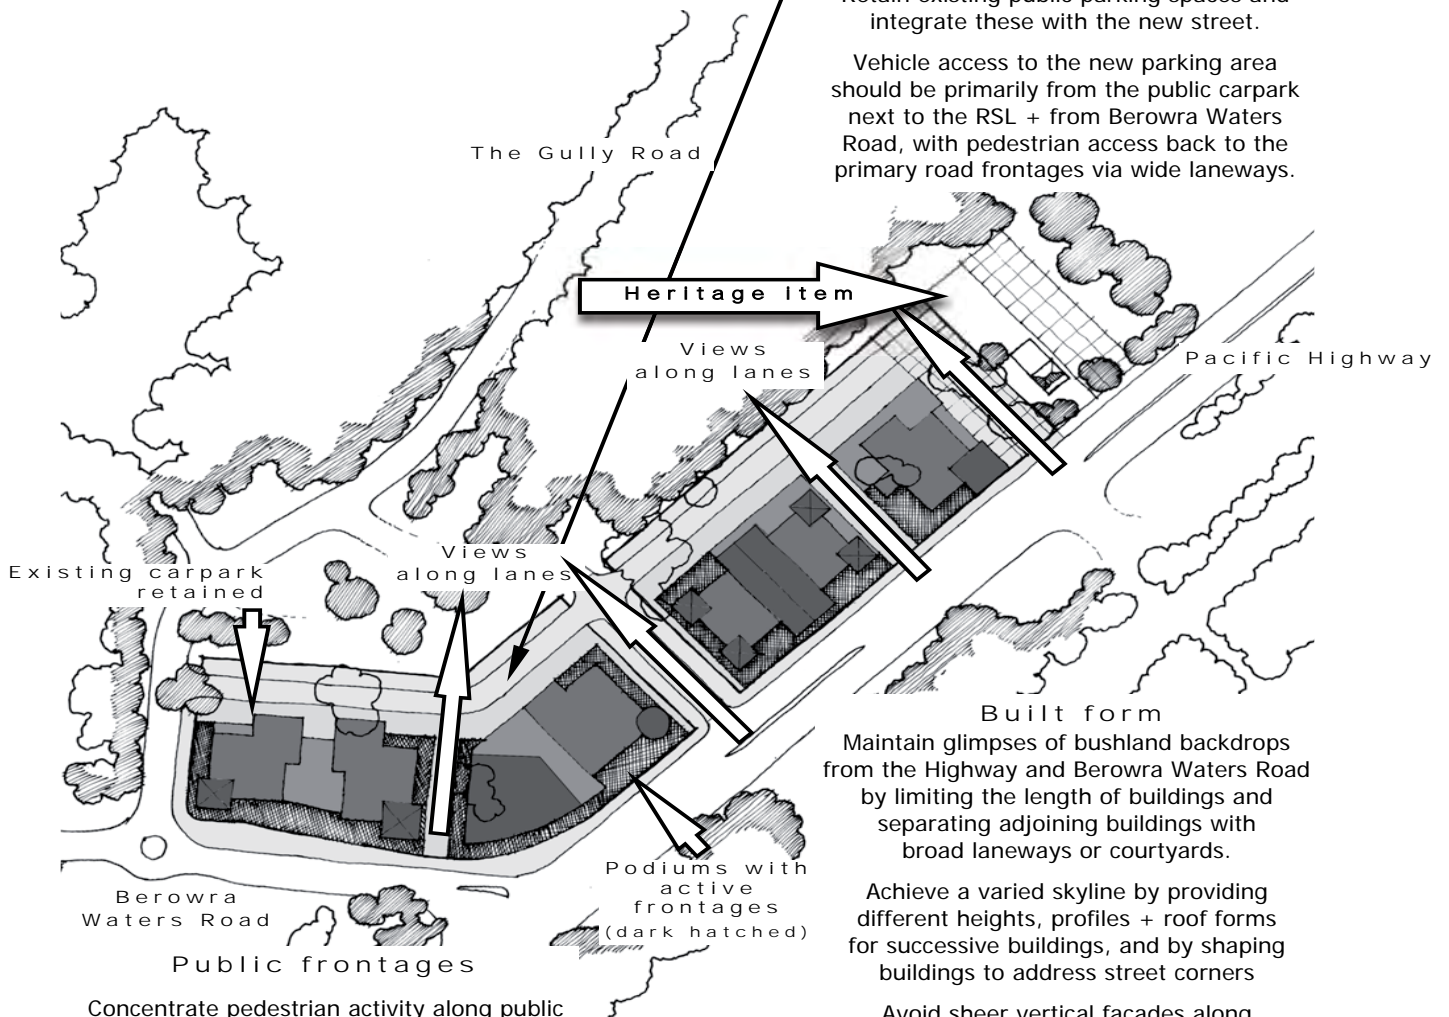 Retain existing public parking spaces and
integrate these with the new street.
Vehicle access to the new parking area
should be primarily from the public carpark
next to the RSL + from Berowra Waters
Road, with pedestrian access back to the
primary road frontages via wide laneways.
The Gully Road
Heritage item
Views
along lanes
Pacific Highway
Views
along lanes
Existing carpark
retained
Built form
Maintain glimpses of bushland backdrops
from the Highway and Berowra Waters Road
by limiting the length of buildings and
separating adjoining buildings with
broad laneways or courtyards.
Achieve a varied skyline by providing
different heights, profiles + roof forms
for successive buildings, and by shaping
buildings to address street corners
Avoid sheer vertical facades along
Podiums with
active
frontages
(dark hatched)
Berowra
Waters Road
Public frontages
Concentrate pedestrian activity along public